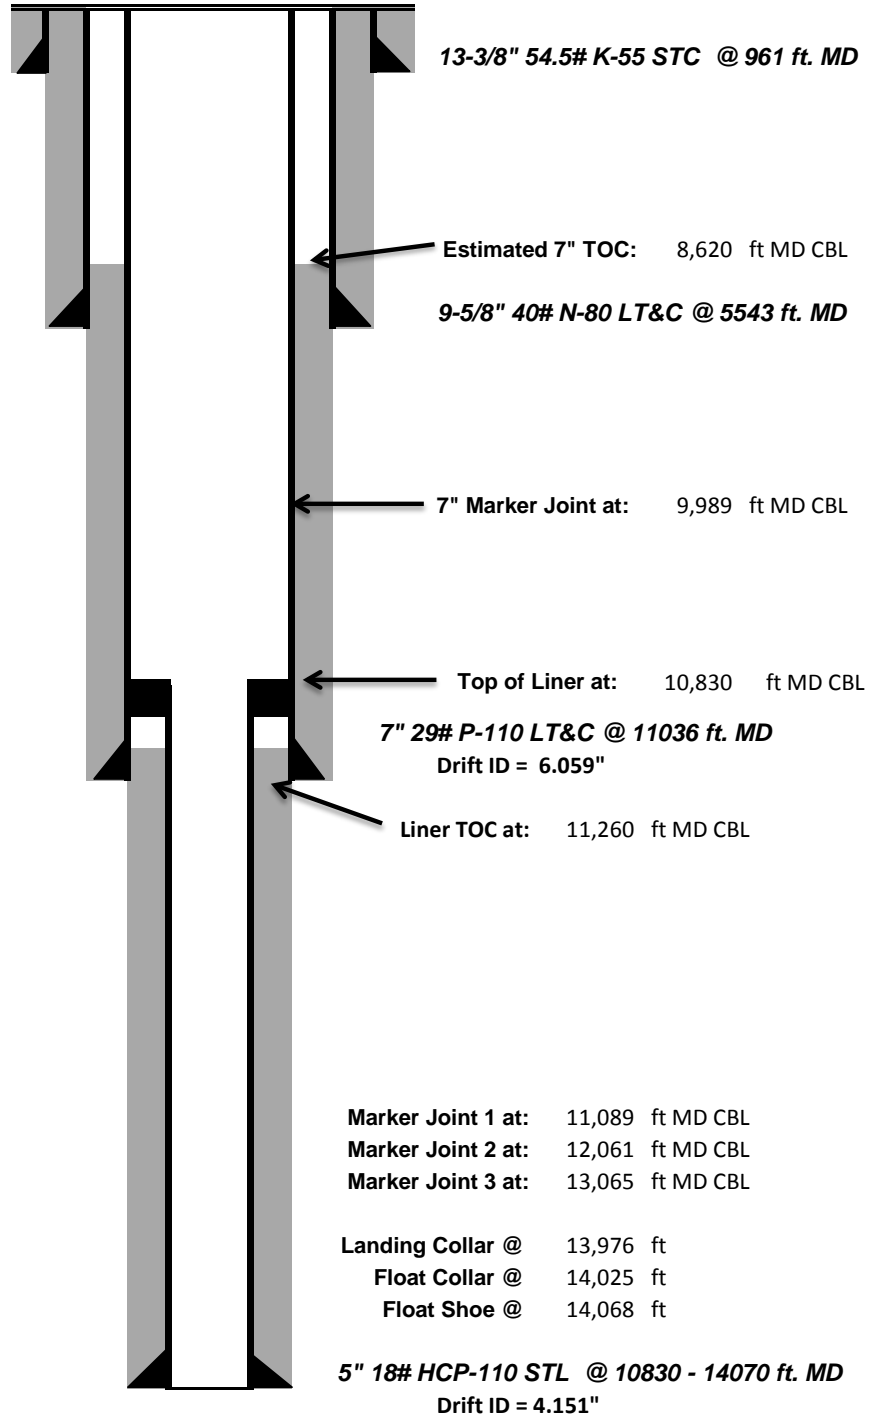 13-3/8" 54.5# K-55 STC @ 961 ft. MD
Estimated 7" TOC: 8,620 ft MD CBL
9-5/8" 40# N-80 LT&C @ 5543 ft. MD
7" Marker Joint at: 9,989 ft MD CBL
Top of Liner at: 10,830 ft MD CBL
7" 29# P-110 LT&C @ 11036 ft. MD
Drift ID = 6.059"
Liner TOC at: 11,260 ft MD CBL
Marker Joint 1 at: 11,089 ft MD CBL
Marker Joint 2 at: 12,061 ft MD CBL
Marker Joint 3 at: 13,065 ft MD CBL
Landing Collar @ 13,976 ft
Float Collar @ 14,025 ft
Float Shoe @ 14,068 ft
5" 18# HCP-110 STL @ 10830 - 14070 ft. MD
Drift ID = 4.151"